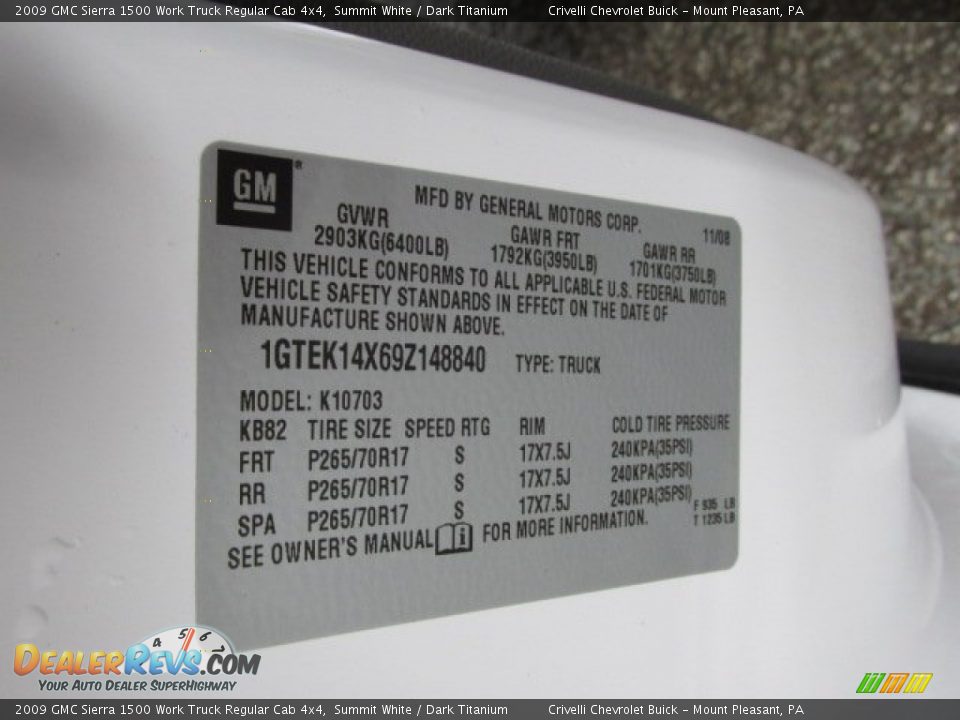 2009 GMC Sierra 1500 Work Truck Regular Cab 4x4, Summit White / Dark Titanium Crivelli Chevrolet Buick - Mount Pleasant, PA
GM®
MFD BY GENERAL MOTORS CORP.
11/08
GVWR GAWR FRT GAWR RR
2903KG(6400LB) 1792KG(3950LB) 1701KG(3750LB)
THIS VEHICLE CONFORMS TO ALL APPLICABLE U.S. FEDERAL MOTOR
VEHICLE SAFETY STANDARDS IN EFFECT ON THE DATE OF
MANUFACTURE SHOWN ABOVE.
1GTEK14X69Z148840 TYPE: TRUCK
MODEL: K10703
KB82 TIRE SIZE SPEED RTG RIM COLD TIRE PRESSURE
FRT P265/70R17 S 17X7.5J 240KPA(35PSI)
RR P265/70R17 S 17X7.5J 240KPA(35PSI)
SPA P265/70R17 S 17X7.5J 240KPA(35PSI)
F 935 LB
T 1235 LB
SEE OWNER'S MANUAL i FOR MORE INFORMATION.
4 5 6 7
DEALERREVS.COM
YOUR AUTO DEALER SUPERHIGHWAY
2009 GMC Sierra 1500 Work Truck Regular Cab 4x4, Summit White / Dark Titanium Crivelli Chevrolet Buick - Mount Pleasant, PA